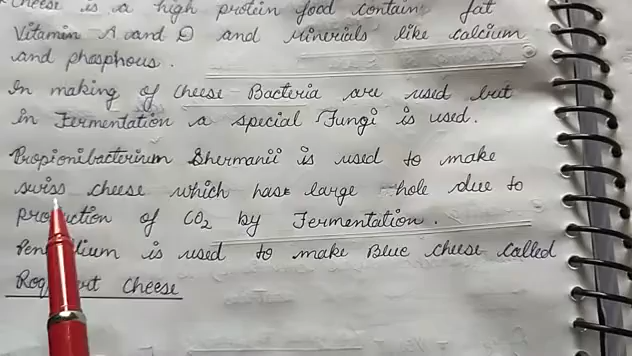 Cheese is a high protein food contain fat
Vitamin A and D and Minerals like calcium
and phosphous.
In making of Cheese Bacteria are used but
in Fermentation a special Fungi is used.
Propionibacterium Shermanii is used to make
swiss cheese which has large hole due to
production of CO₂ by Fermentation.
is used to make Blue cheese called
Cheese